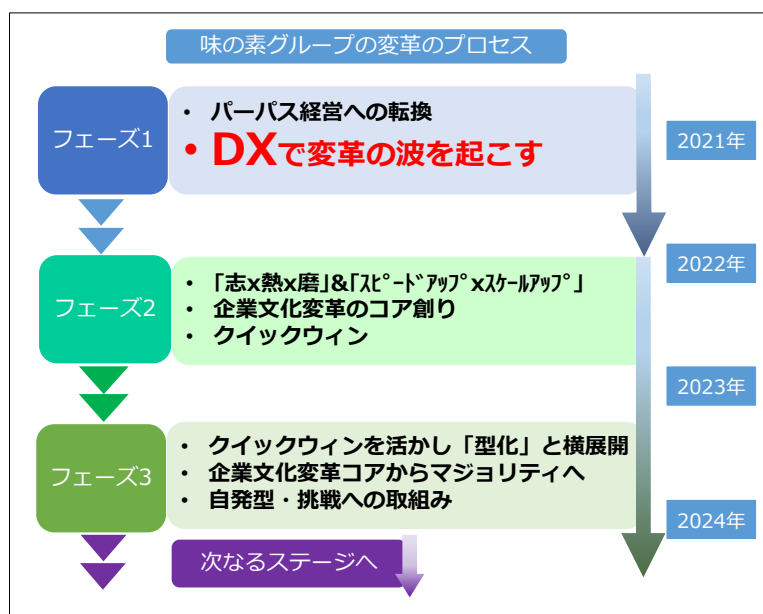 味の素グループの変革のプロセス
フェーズ1
・ パーパス経営への転換
・DXで変革の波を起こす
2021年
2022年
フェーズ2
・ 「志x熱x磨」&「ｽﾋﾟｰﾄﾞｱｯﾌﾟxｽｹｰﾙｱｯﾌﾟ」
・ 企業文化変革のコア創り
・ クイックウィン
2023年
フェーズ3
・ クイックウィンを活かし「型化」と横展開
・ 企業文化変革コアからマジョリティへ
・ 自発型・挑戦への取組み
2024年
次なるステージへ